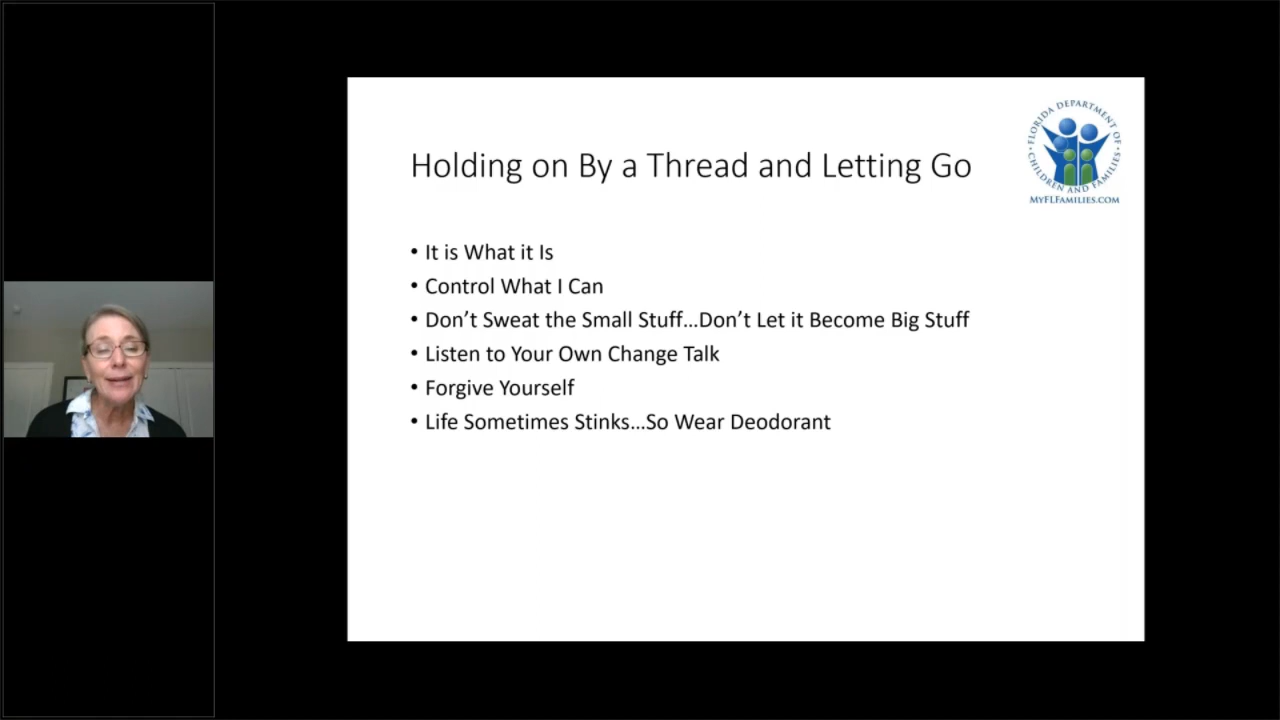 Holding on By a Thread and Letting Go
• It is What it Is
• Control What I Can
• Don’t Sweat the Small Stuff…Don’t Let it Become Big Stuff
• Listen to Your Own Change Talk
• Forgive Yourself
• Life Sometimes Stinks…So Wear Deodorant
FLORIDA DEPARTMENT OF
CHILDREN AND FAMILIES
MYFLFAMILIES.COM